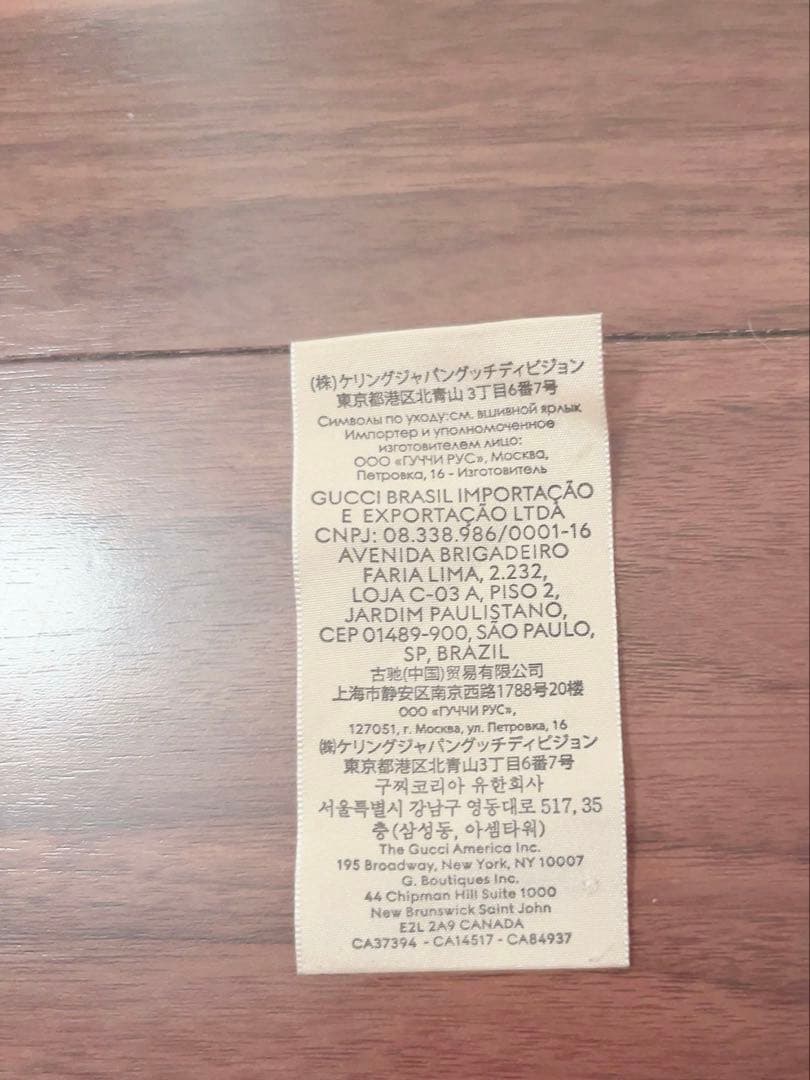 (株)ケリングジャパングッチディビジョン
東京都港区北青山 3丁目6番7号
Символы по уходу:см. вшивной ярлык
Импортер и уполномоченное
изготовителем лицо:
ООО «ГУЧЧИ РУС», Москва,
Петровка, 16 - Изготовитель
GUCCI BRASIL IMPORTAÇÃO
E EXPORTAÇÃO LTDA
CNPJ: 08.338.986/0001-16
AVENIDA BRIGADEIRO
FARIA LIMA, 2.232,
LOJA C-03 A, PISO 2,
JARDIM PAULISTANO,
CEP 01489-900, SÃO PAULO,
SP, BRAZIL
古驰(中国)贸易有限公司
上海市静安区南京西路1788号20楼
ООО «ГУЧЧИ РУС»,
127051, г. Москва, ул. Петровка, 16
㈱ケリングジャパングッチディビジョン
東京都港区北青山3丁目6番7号
구찌코리아 유한회사
서울특별시 강남구 영동대로 517, 35
층 (삼성동, 아셈타워)
The Gucci America Inc.
195 Broadway, New York, NY 10007
G. Boutiques Inc.
44 Chipman Hill Suite 1000
New Brunswick Saint John
E2L 2A9 CANADA
CA37394 - CA14517 - CA84937